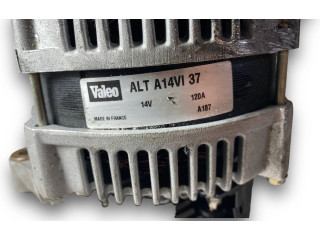 Valeo ALT A14VI 37
14V 120A
MADE IN FRANCE A187